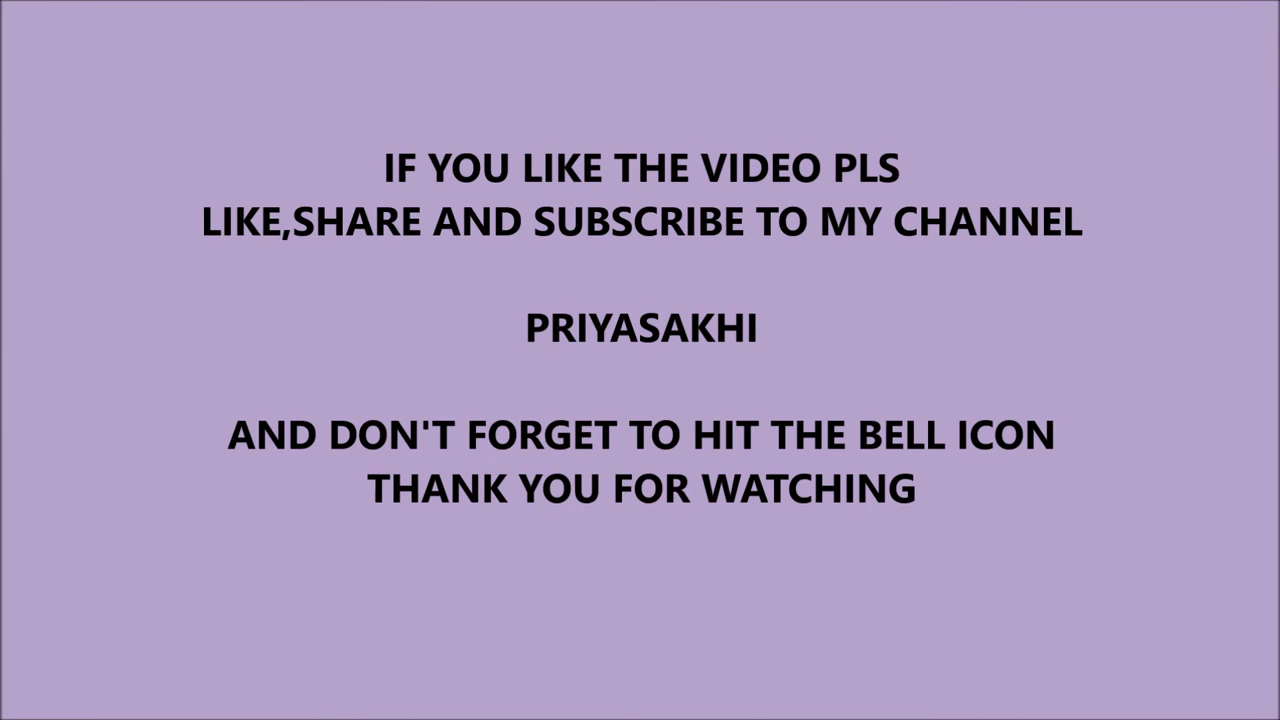 IF YOU LIKE THE VIDEO PLS
LIKE,SHARE AND SUBSCRIBE TO MY CHANNEL
PRIYASAKHI
AND DON'T FORGET TO HIT THE BELL ICON
THANK YOU FOR WATCHING